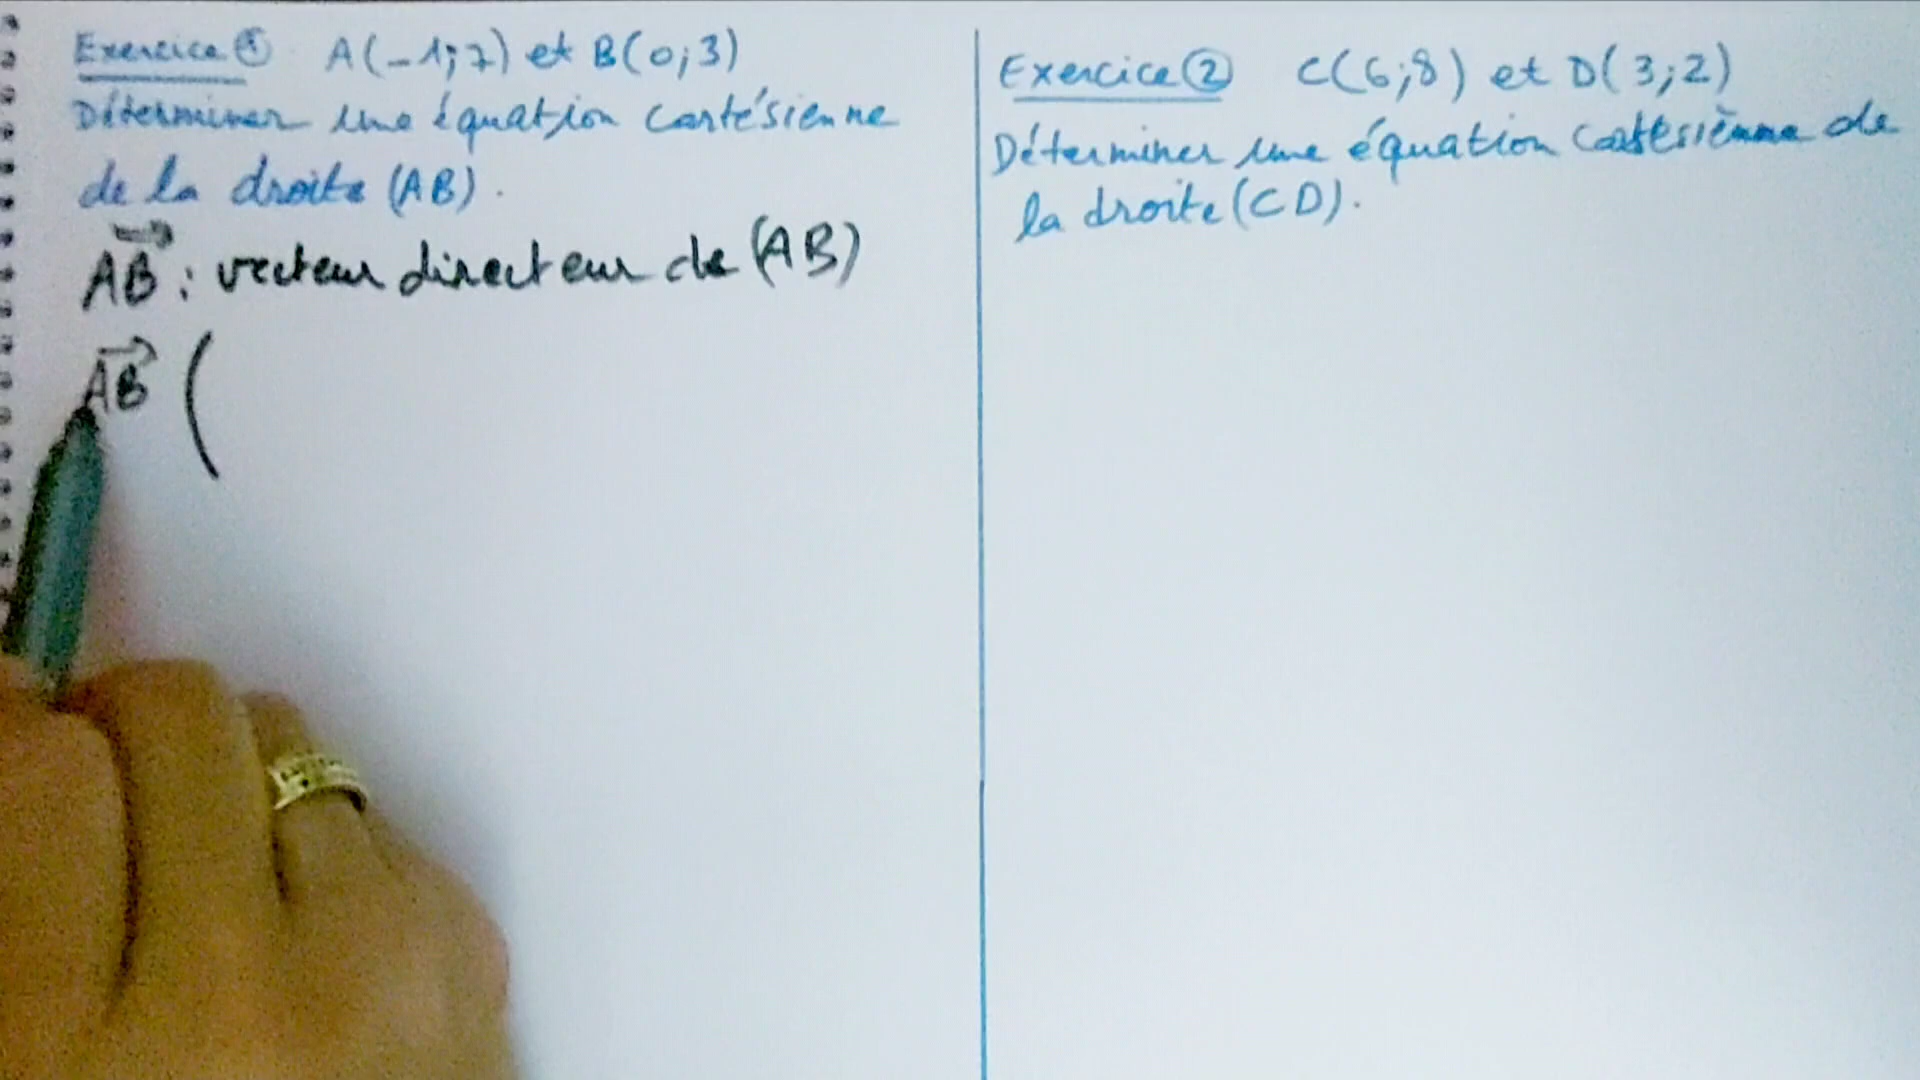 Exercice ① A(-1;7) et B(0;3)
Déterminer une équation cartésienne
de la droite (AB).
AB : vecteur directeur de (AB)
AB (
Exercice ② C(6;8) et D(3;2)
Déterminer une équation cartésienne de
la droite (CD).